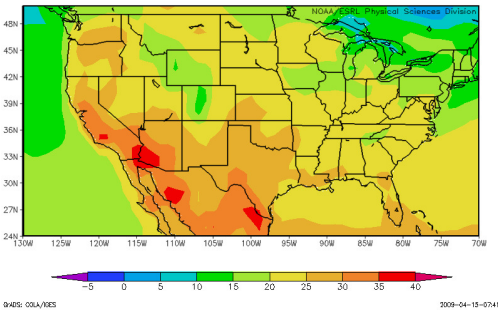 NOAA/ESRL Physical Sciences Division
48N
45N
42N
39N
36N
33N
30N
27N
24N
130W 125W 120W 115W 110W 105W 100W 95W 90W 85W 80W 75W 70W
-5 0 5 10 15 20 25 30 35 40
GrADS: COLA/IGES 2009-04-15-07:41